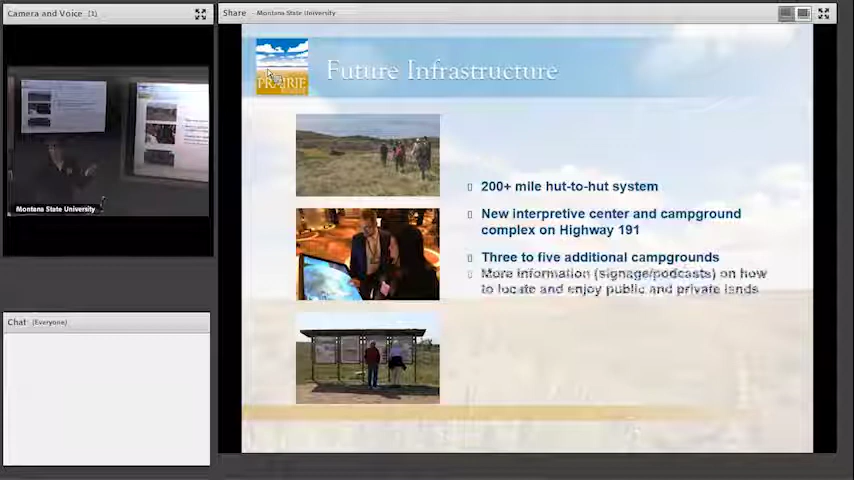 Camera and Voice (1)
Share - Montana State University
PRAIRIE
Future Infrastructure
200+ mile hut-to-hut system
New interpretive center and campground
complex on Highway 191
Three to five additional campgrounds
More information (signage/podcasts) on how
to locate and enjoy public and private lands
Montana State University
Chat (Everyone)